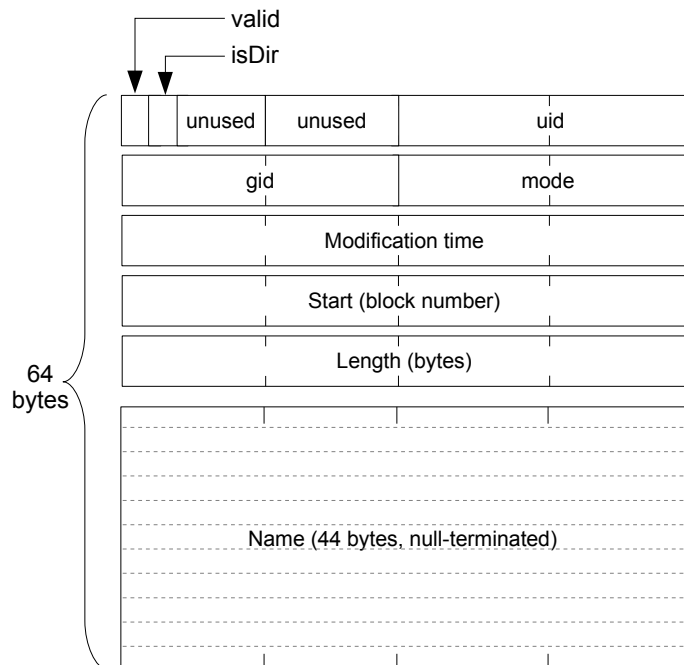 valid
isDir
unused unused uid
gid mode
Modification time
Start (block number)
Length (bytes)
64
bytes
Name (44 bytes, null-terminated)